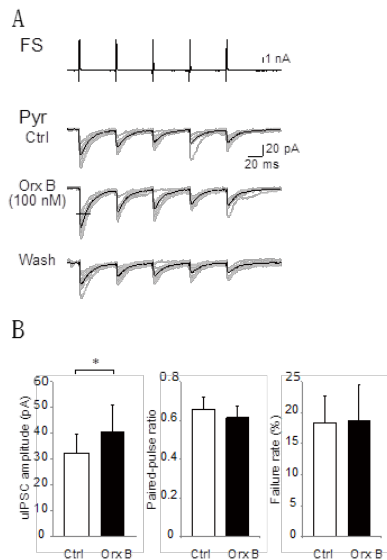 A
FS
1 nA
Pyr
Ctrl
20 pA
20 ms
Orx B
(100 nM)
Wash
B
*
60
50
40
30
20
10
0
uIPSC amplitude (pA)
Ctrl
Orx B
0.8
0.6
0.4
0.2
0
Paired-pulse ratio
Ctrl
Orx B
25
20
15
10
5
0
Failure rate (%)
Ctrl
Orx B